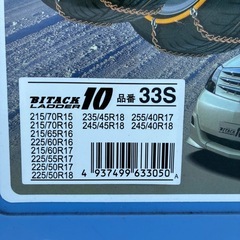 BITACK LADDER 10 品番 33S
215/70R15 235/45R18 255/40R17
215/70R16 245/45R18 245/40R18
215/65R16
225/60R16
215/60R17
225/55R17
225/50R17
225/50R18
4 937499 633050 A